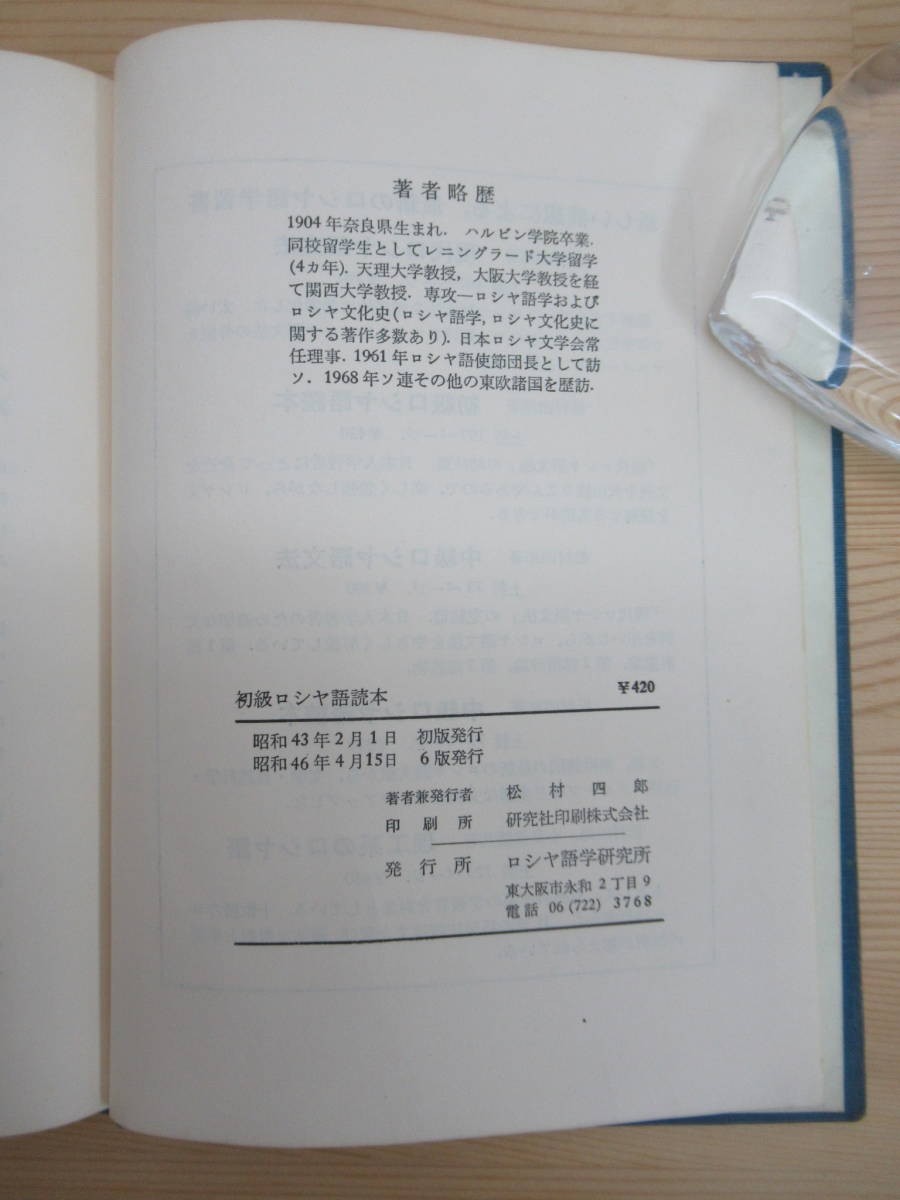 著者略歴
1904年奈良県生まれ. ハルビン学院卒業.
同校留学生としてレニングラード大学留学
(4ヵ年). 天理大学教授, 大阪大学教授を経
て関西大学教授. 専攻―ロシヤ語学および
ロシヤ文化史(ロシヤ語学, ロシヤ文化史に
関する著作多数あり). 日本ロシヤ文学会常
任理事. 1961年ロシヤ語使節団長として訪
ソ. 1968年ソ連その他の東欧諸国を歴訪.
初級ロシヤ語読本 ¥420
昭和43年2月1日 初版発行
昭和46年4月15日 6版発行
著者兼発行者 松村四郎
印刷所 研究社印刷株式会社
発行所 ロシヤ語学研究所
東大阪市永和2丁目9
電話 06 (722) 3768